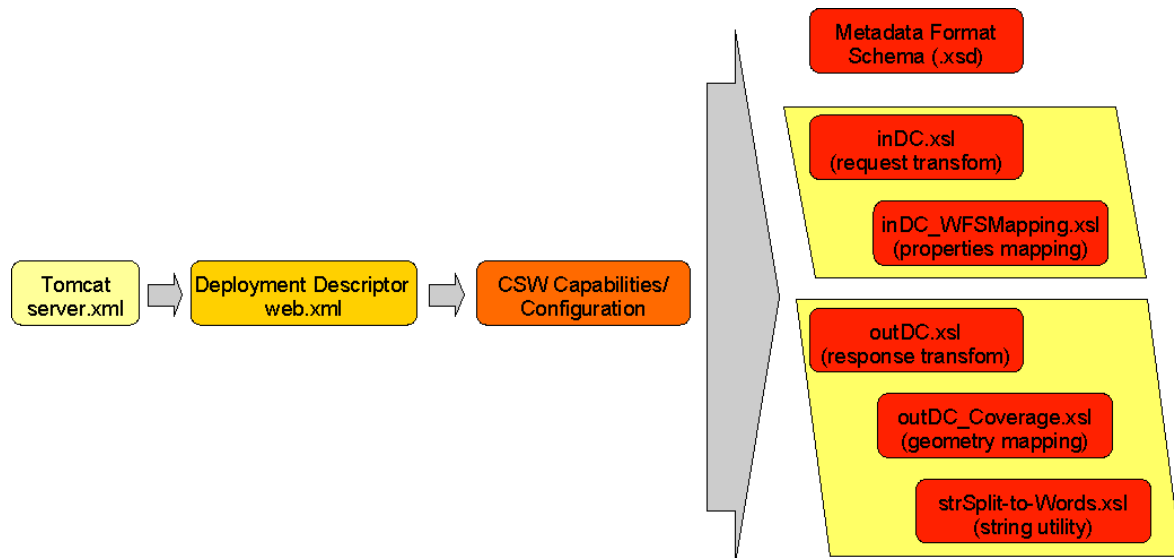 Metadata Format
Schema (.xsd)
inDC.xsl
(request transfom)
inDC_WFSMapping.xsl
(properties mapping)
Tomcat
server.xml
Deployment Descriptor
web.xml
CSW Capabilities/
Configuration
outDC.xsl
(response transfom)
outDC_Coverage.xsl
(geometry mapping)
strSplit-to-Words.xsl
(string utility)